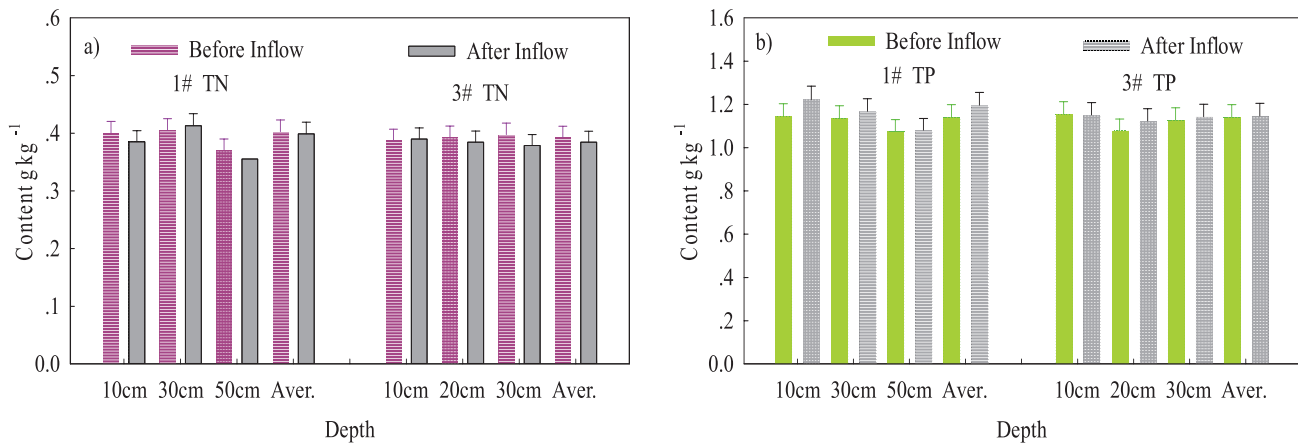 a)
Before Inflow
After Inflow
1# TN
3# TN
.6
.5
.4
.3
.2
.1
0.0
Content g kg-1
10cm 30cm 50cm Aver. 10cm 20cm 30cm Aver.
Depth
b)
Before Inflow
After Inflow
1# TP
3# TP
1.6
1.4
1.2
1.0
.8
.6
.4
.2
0.0
Content g kg-1
10cm 30cm 50cm Aver. 10cm 20cm 30cm Aver.
Depth